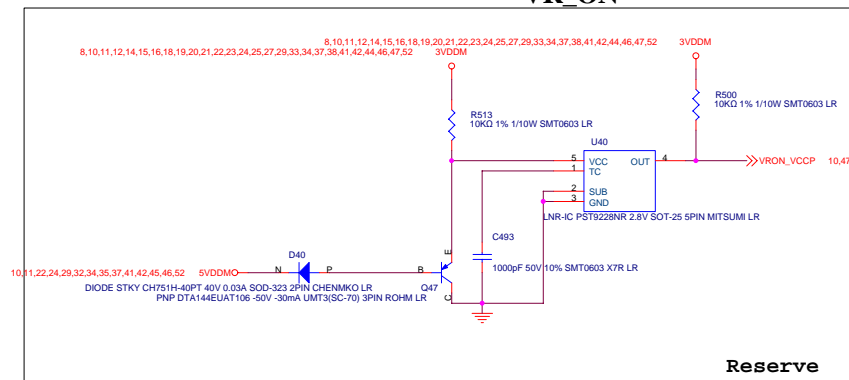 VR_ON
8,10,11,12,14,15,16,18,19,20,21,22,23,24,25,27,29,33,34,37,38,41,42,44,46,47,52 3VDDM
8,10,11,12,14,15,16,18,19,20,21,22,23,24,25,27,29,33,34,37,38,41,42,44,46,47,52 3VDDM
R500
10KΩ 1% 1/10W SMT0603 LR
R513
10KΩ 1% 1/10W SMT0603 LR
U40
5 VCC OUT 4 VRON_VCCP 10,47
1 TC
2 SUB
3 GND
LNR-IC PST9228NR 2.8V SOT-25 5PIN MITSUMI LR
C493
1000pF 50V 10% SMT0603 X7R LR
D40
E
10,11,22,24,29,32,34,35,37,41,42,45,46,52 5VDDM N P B
Q47
C
DIODE STKY CH751H-40PT 40V 0.03A SOD-323 2PIN CHENMKO LR
PNP DTA144EUAT106 -50V -30mA UMT3(SC-70) 3PIN ROHM LR
Reserve